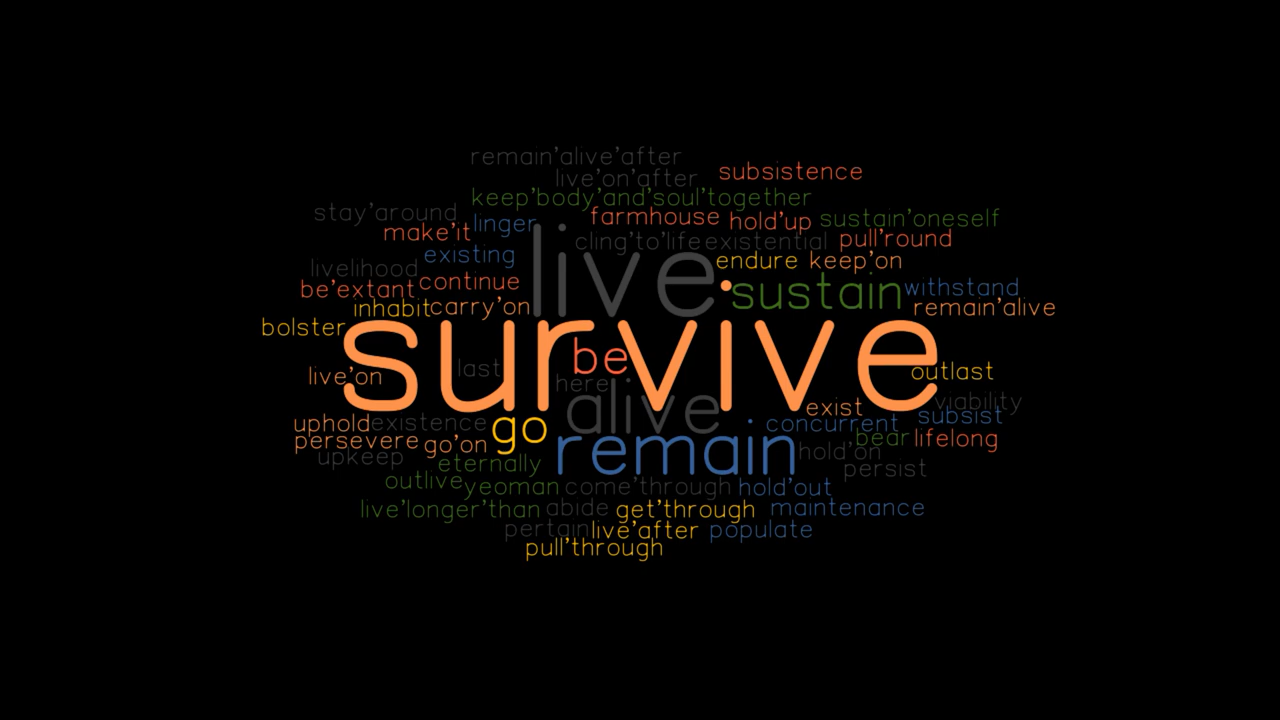 remain'alive'after
subsistence
live'on'after
keep'body'and'soul'together
stay'around
farmhouse
hold'up
sustain'oneself
linger
make'it
cling'to'life
existential
pull'round
existing
endure
keep'on
livelihood
live
continue
be'extant
sustain
withstand
inhabit
carry'on
remain'alive
bolster
survive
be
last
outlast
live'on
here
alive
exist
viability
subsist
uphold
existence
go
concurrent
persevere
go'on
bear
lifelong
remain
hold'on
upkeep
eternally
persist
outlive
yeoman
come'through
hold'out
live'longer'than
abide
get'through
maintenance
pertain
live'after
populate
pull'through